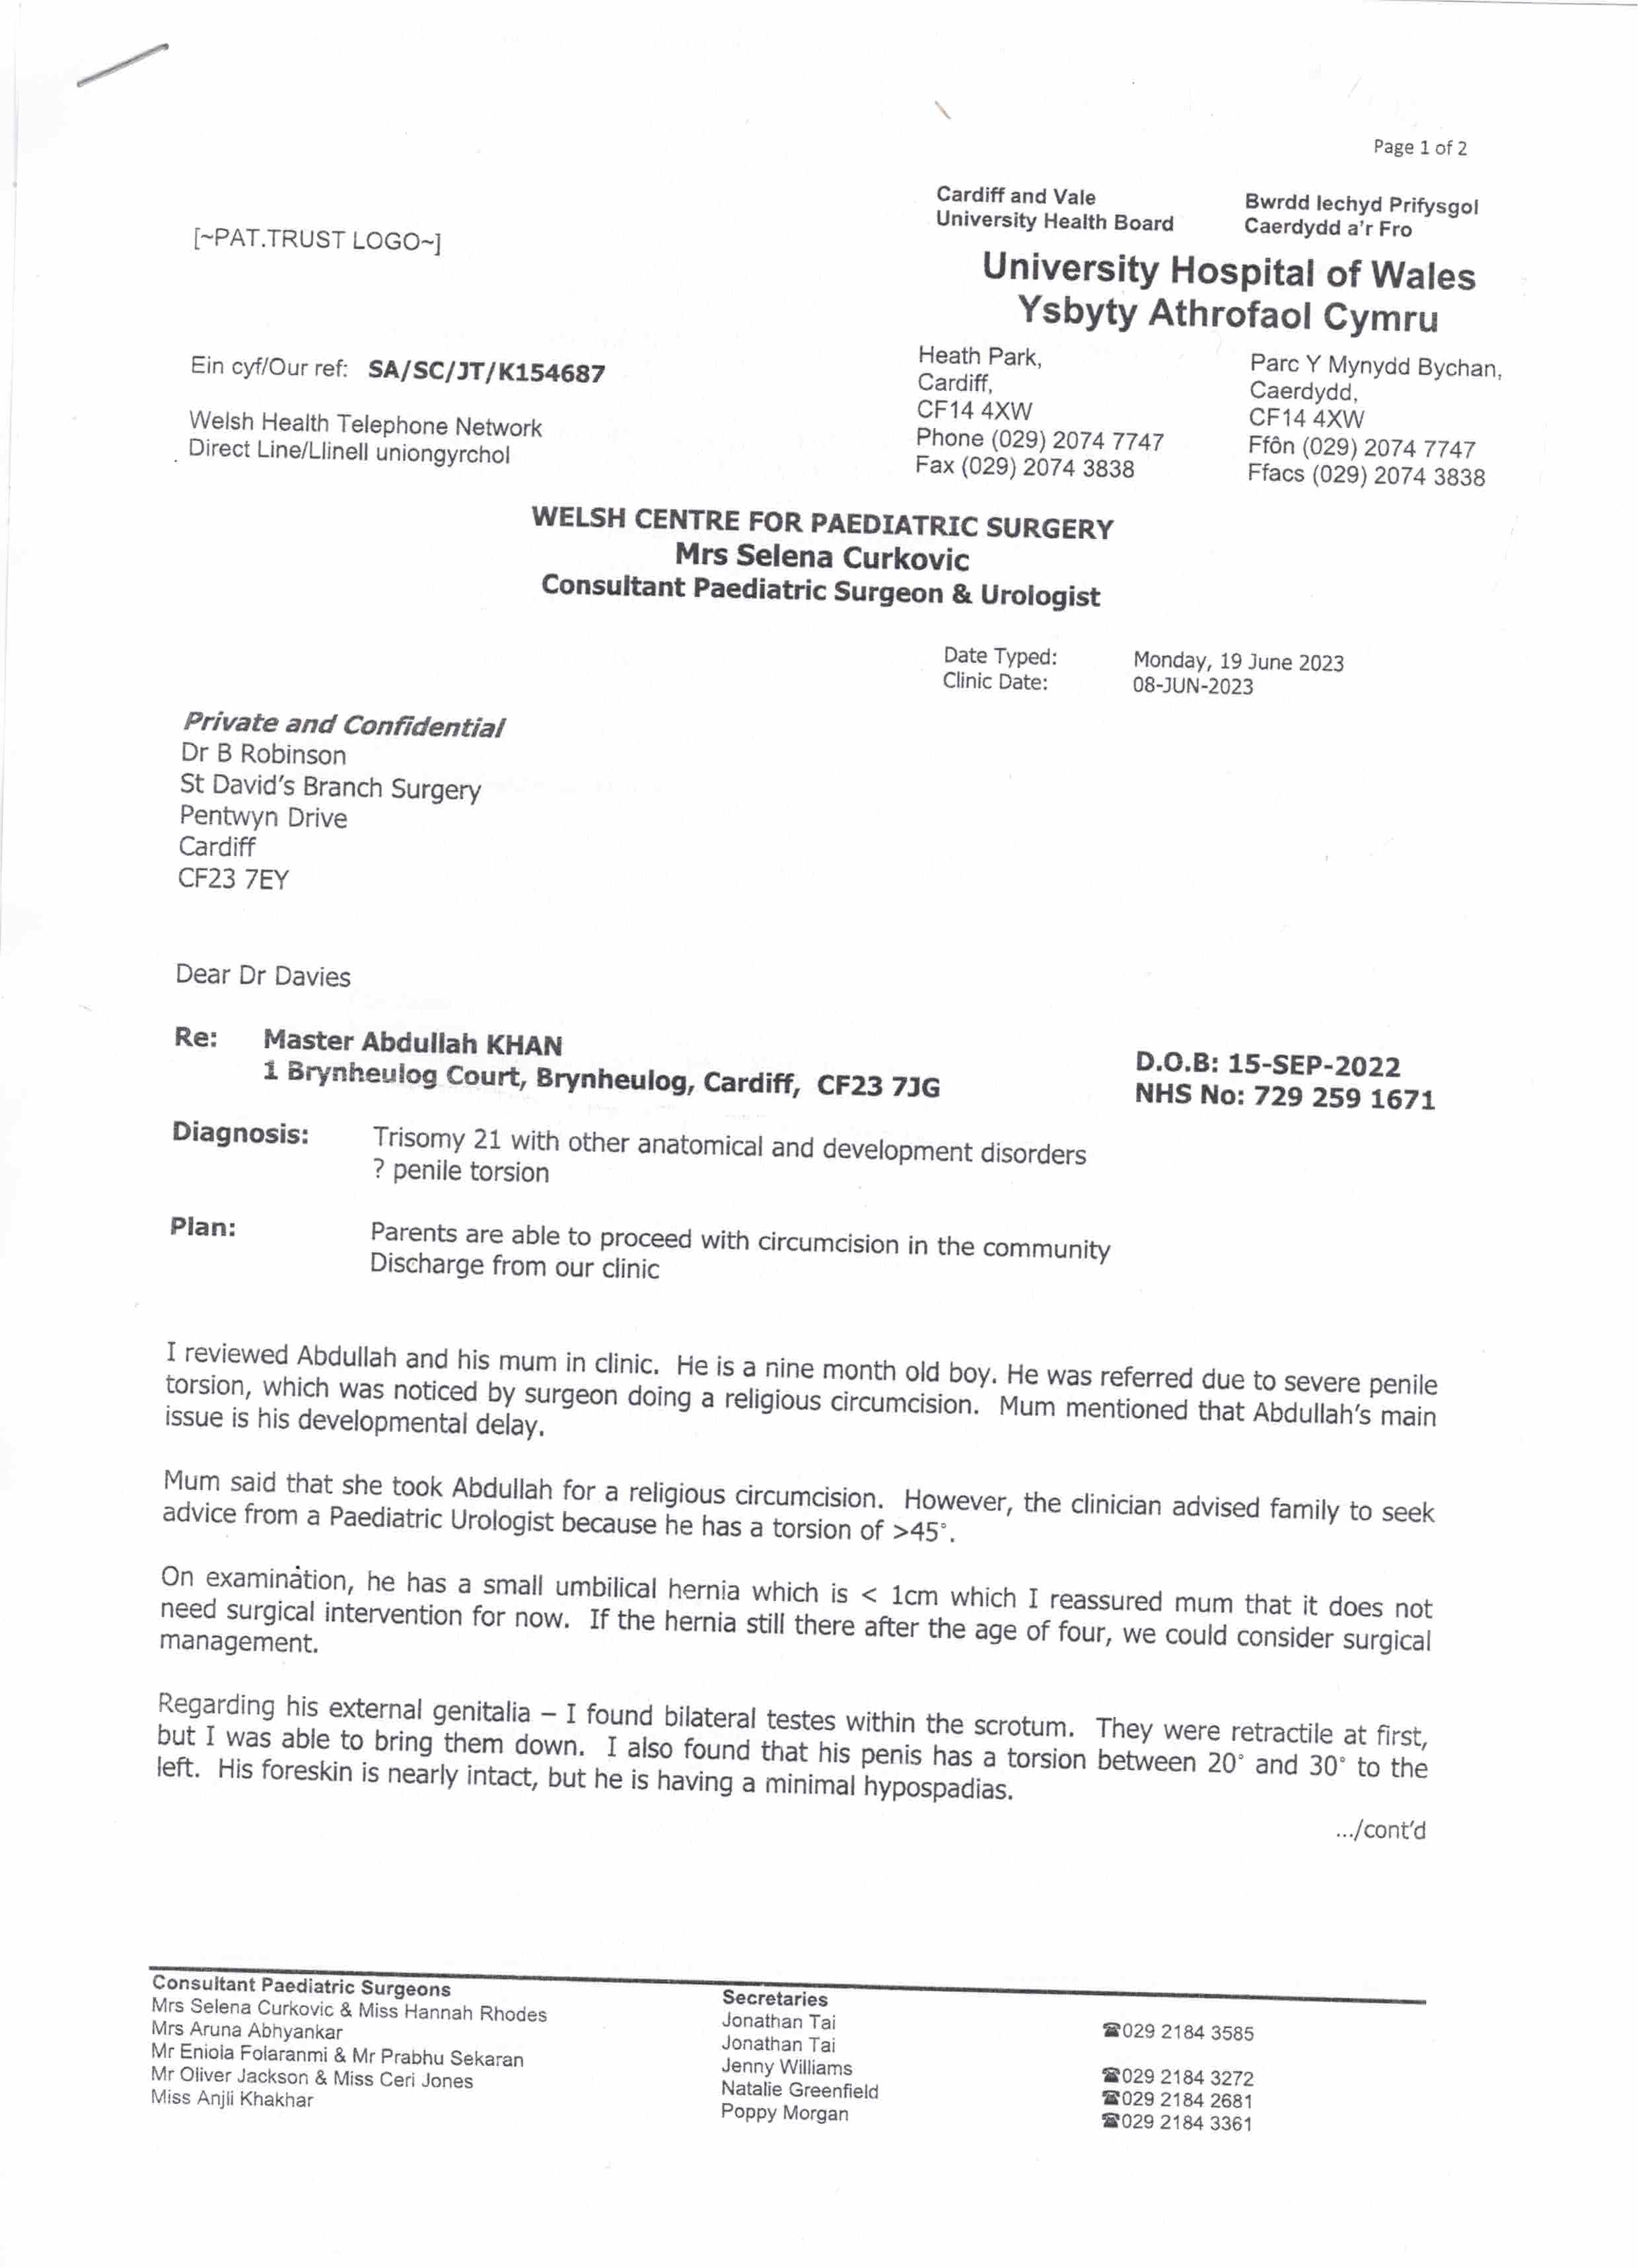 Page 1 of 2
[~PAT.TRUST LOGO~]
Cardiff and Vale
University Health Board
Bwrdd Iechyd Prifysgol
Caerdydd a'r Fro
University Hospital of Wales
Ysbyty Athrofaol Cymru
Ein cyf/Our ref: SA/SC/JT/K154687
Welsh Health Telephone Network
Direct Line/Llinell uniongyrchol
Heath Park,
Cardiff,
CF14 4XW
Phone (029) 2074 7747
Fax (029) 2074 3838
Parc Y Mynydd Bychan,
Caerdydd,
CF14 4XW
Ffôn (029) 2074 7747
Ffacs (029) 2074 3838
WELSH CENTRE FOR PAEDIATRIC SURGERY
Mrs Selena Curkovic
Consultant Paediatric Surgeon & Urologist
Date Typed: Monday, 19 June 2023
Clinic Date: 08-JUN-2023
Private and Confidential
Dr B Robinson
St David's Branch Surgery
Pentwyn Drive
Cardiff
CF23 7EY
Dear Dr Davies
Re: Master Abdullah KHAN
1 Brynheulog Court, Brynheulog, Cardiff, CF23 7JG
D.O.B: 15-SEP-2022
NHS No: 729 259 1671
Diagnosis: Trisomy 21 with other anatomical and development disorders
? penile torsion
Plan: Parents are able to proceed with circumcision in the community
Discharge from our clinic
I reviewed Abdullah and his mum in clinic. He is a nine month old boy. He was referred due to severe penile
torsion, which was noticed by surgeon doing a religious circumcision. Mum mentioned that Abdullah's main
issue is his developmental delay.
Mum said that she took Abdullah for a religious circumcision. However, the clinician advised family to seek
advice from a Paediatric Urologist because he has a torsion of >45°.
On examination, he has a small umbilical hernia which is < 1cm which I reassured mum that it does not
need surgical intervention for now. If the hernia still there after the age of four, we could consider surgical
management.
Regarding his external genitalia – I found bilateral testes within the scrotum. They were retractile at first,
but I was able to bring them down. I also found that his penis has a torsion between 20° and 30° to the
left. His foreskin is nearly intact, but he is having a minimal hypospadias.
.../cont'd
Consultant Paediatric Surgeons
Mrs Selena Curkovic & Miss Hannah Rhodes
Mrs Aruna Abhyankar
Mr Eniola Folaranmi & Mr Prabhu Sekaran
Mr Oliver Jackson & Miss Ceri Jones
Miss Anjli Khakhar
Secretaries
Jonathan Tai
Jonathan Tai
Jenny Williams
Natalie Greenfield
Poppy Morgan
☎029 2184 3585
☎029 2184 3272
☎029 2184 2681
☎029 2184 3361